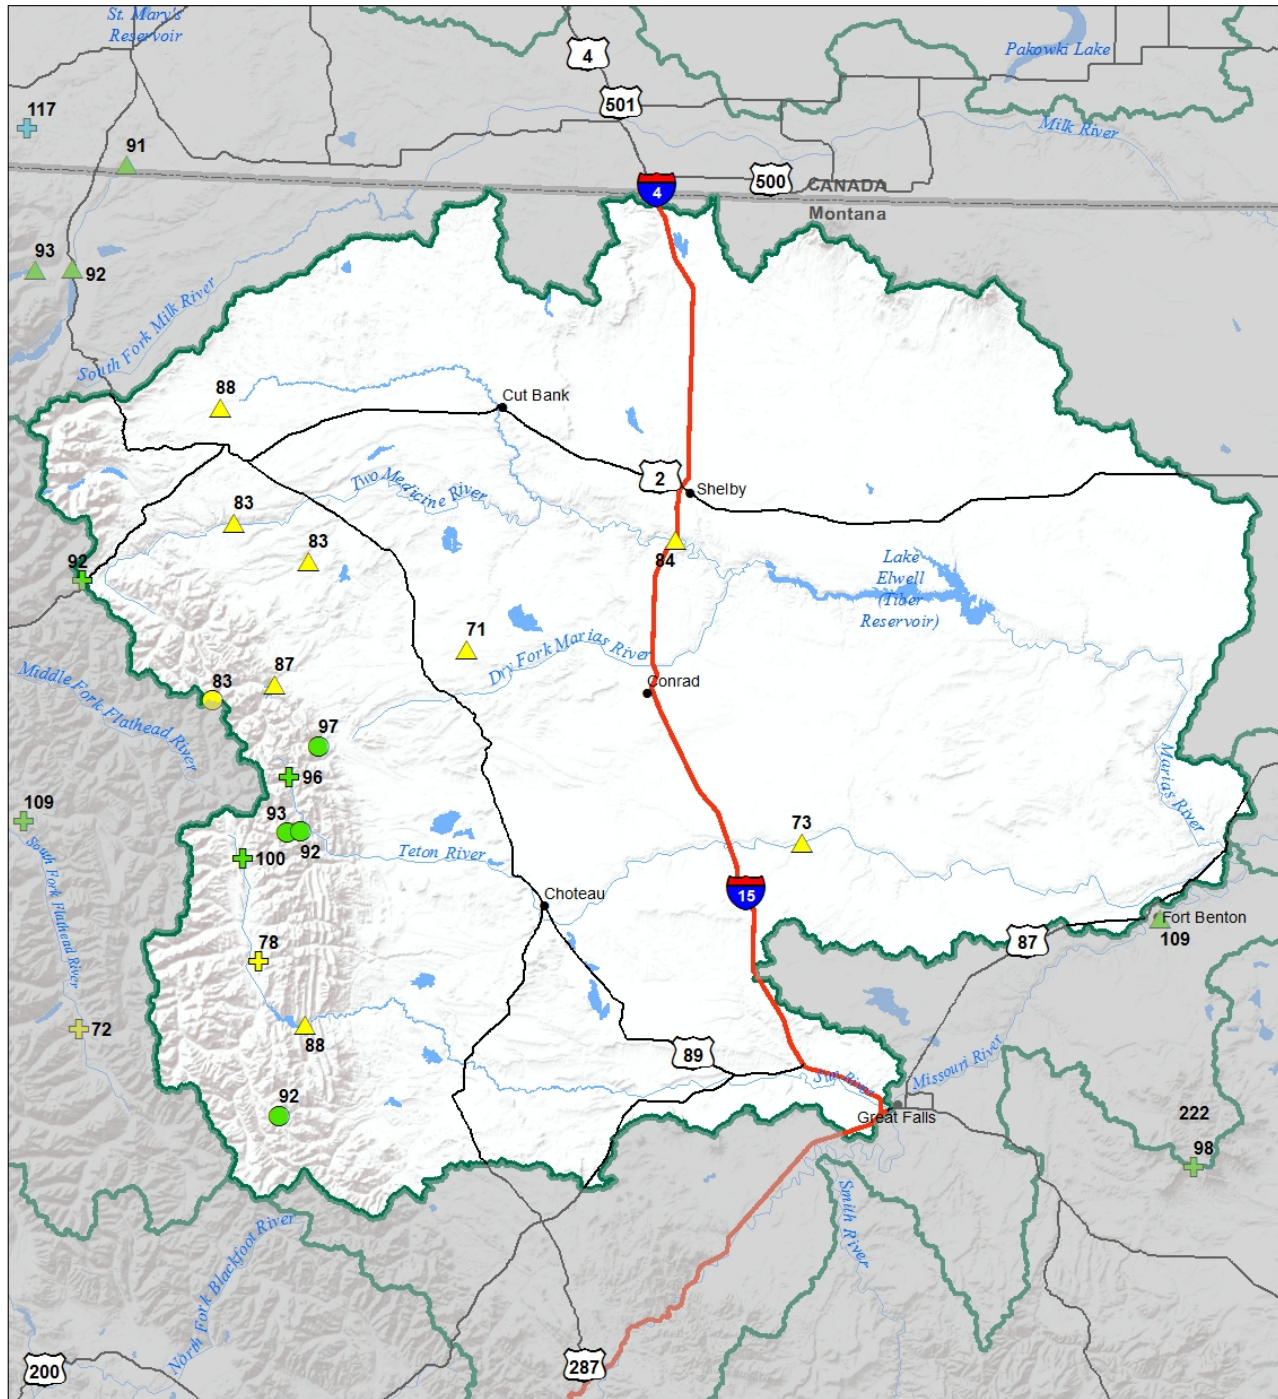 St. Mary's
Reservoir
4
Pakowki Lake
501
117
Milk River
91
500
CANADA
4
Montana
93
92
South Fork Milk River
88
Cut Bank
2
Two Medicine River
Shelby
83
83
84
92
Lake
Elwell
(Tiber
Reservoir)
71
Dry Fork Marias River
Middle Fork Flathead River
83
87
Conrad
97
96
Marias River
109
93
92
73
South Fork Flathead River
100
Teton River
15
Choteau
Fort Benton
109
87
78
72
88
89
Missouri River
Sun River
92
Great Falls
222
98
Smith River
North Fork Blackfoot River
200
287